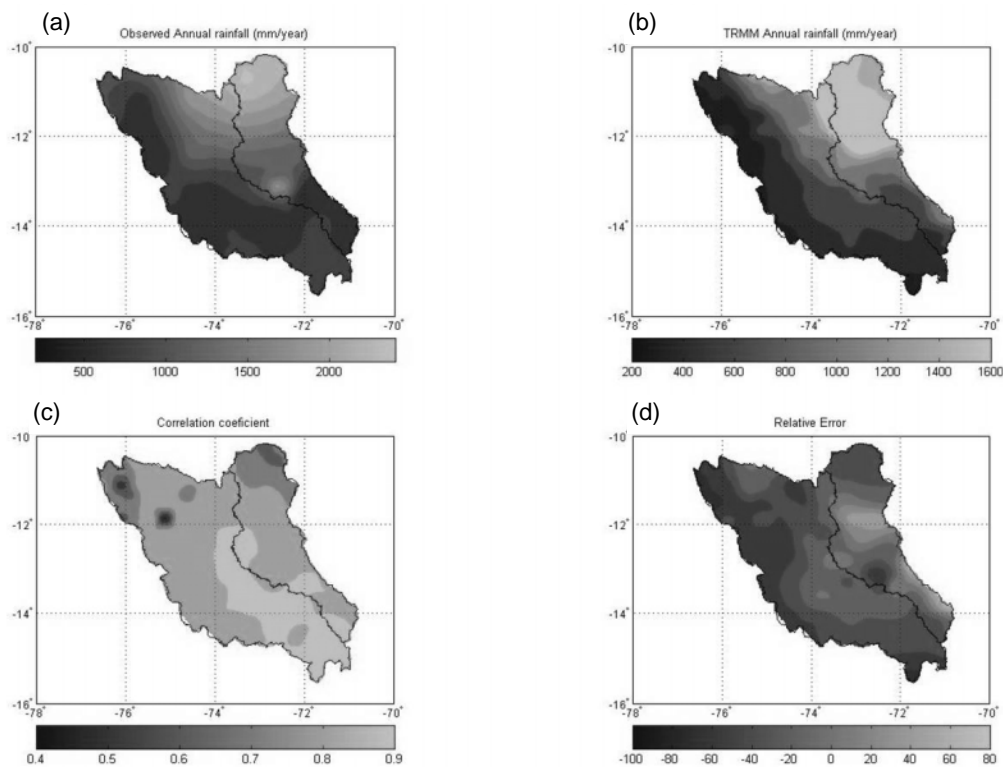 (a)
Observed Annual rainfall (mm/year)
-10°
-12°
-14°
-16°
-78° -76° -74° -72° -70°
500 1000 1500 2000
(b)
TRMM Annual rainfall (mm/year)
-10°
-12°
-14°
-16°
-78° -76° -74° -72° -70°
200 400 600 800 1000 1200 1400 1600
(c)
Correlation coeficient
-10
-12°
-14°
-16°
-78° -76° -74° -72° -70°
0.4 0.5 0.6 0.7 0.8 0.9
(d)
Relative Error
-10
-12°
-14°
-16°
-78° -76° -74° -72° -70°
-100 -80 -60 -40 -20 0 20 40 60 80